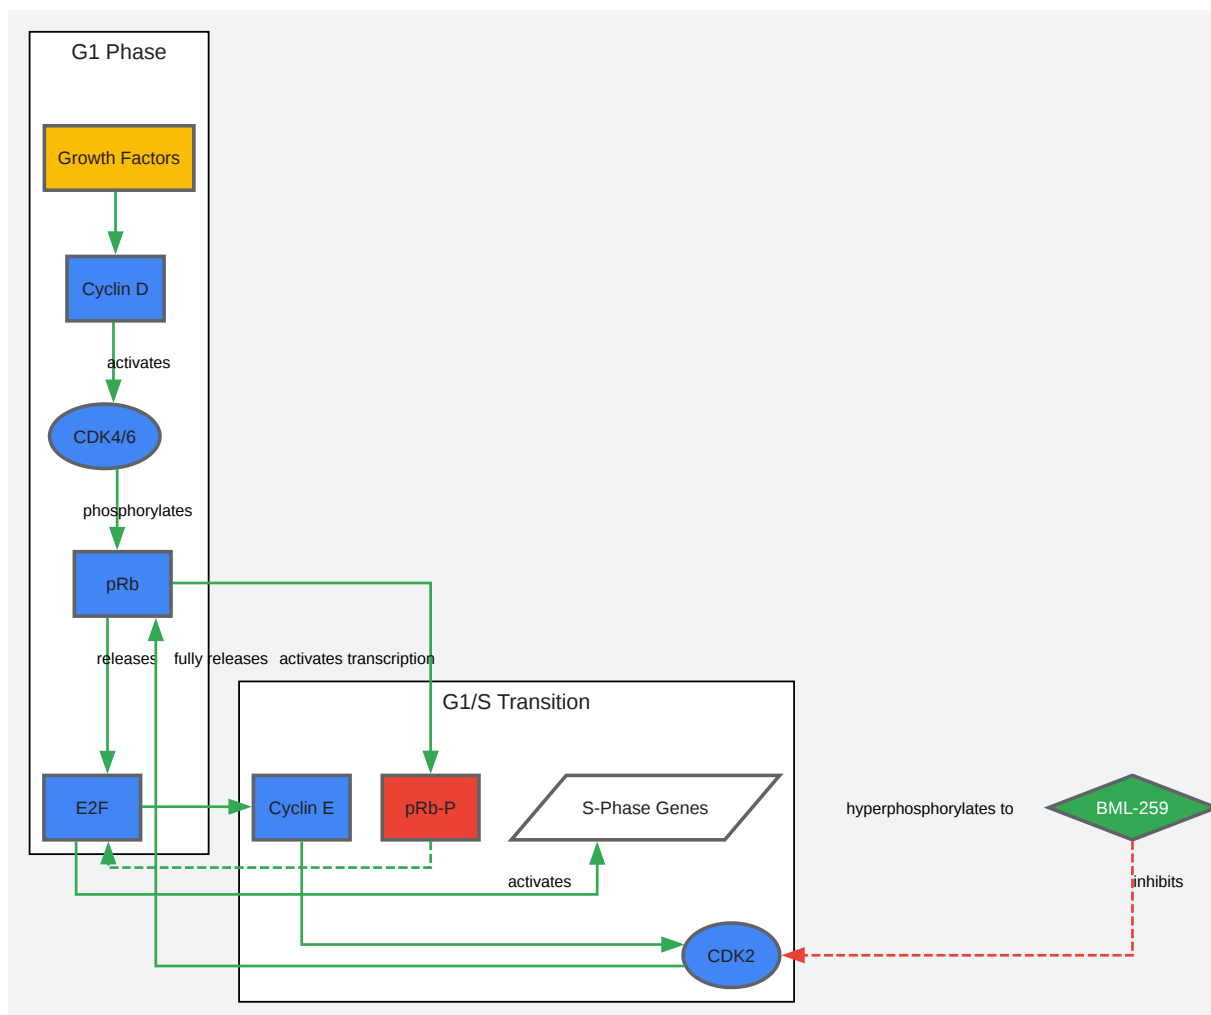 G1 Phase
Growth Factors
Cyclin D
activates
CDK4/6
phosphorylates
pRb
releases
fully releases
activates transcription
G1/S Transition
E2F
Cyclin E
pRb-P
S-Phase Genes
hyperphosphorylates to
BML-259
activates
inhibits
CDK2